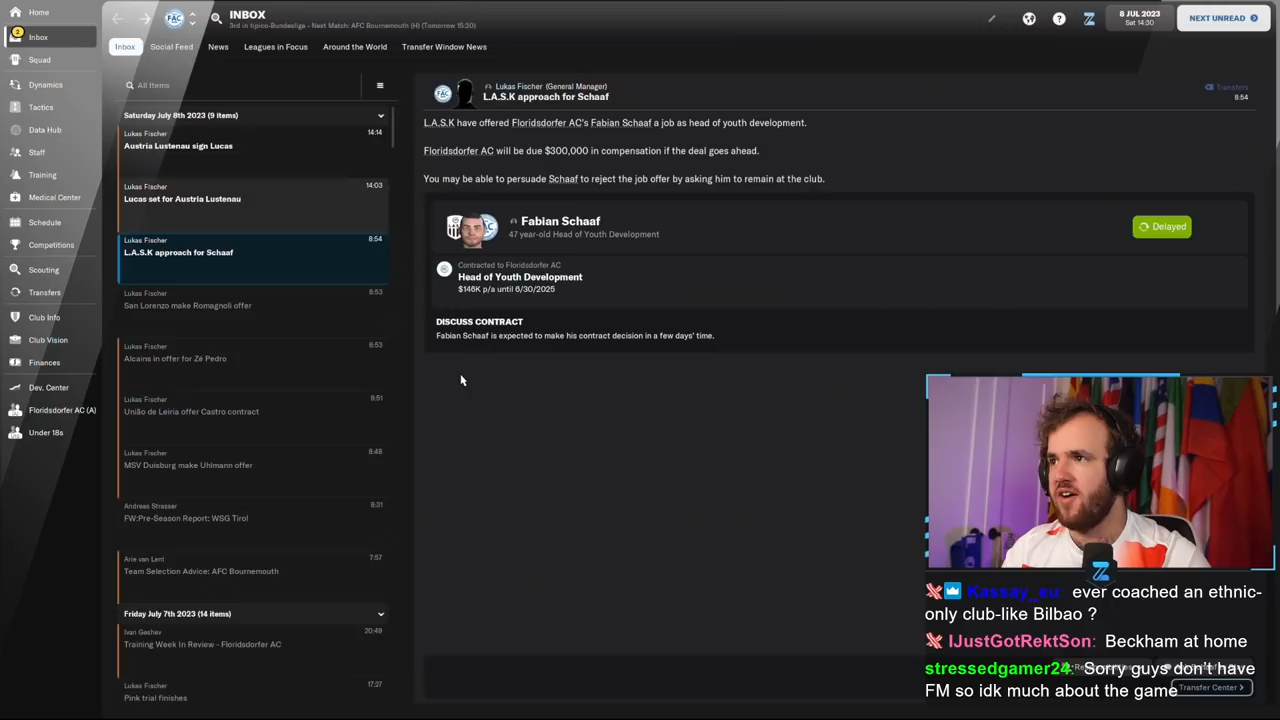 Home
2
Inbox
Squad
Dynamics
Tactics
Data Hub
Staff
Training
Medical Center
Schedule
Competitions
Scouting
Transfers
Club Info
Club Vision
Finances
Dev. Center
Floridsdorfer AC (A)
Under 18s
FAC
INBOX
3rd in tipico-Bundesliga - Next Match: AFC Bournemouth (H) (Tomorrow 15:30)
8 JUL 2023
Sat 14:30
NEXT UNREAD
Inbox
Social Feed
News
Leagues in Focus
Around the World
Transfer Window News
All Items
Saturday July 8th 2023 (9 items)
Lukas Fischer 14:14
Austria Lustenau sign Lucas
Lukas Fischer 14:03
Lucas set for Austria Lustenau
Lukas Fischer 8:54
L.A.S.K approach for Schaaf
Lukas Fischer 8:53
San Lorenzo make Romagnoli offer
Lukas Fischer 8:53
Alcains in offer for Zé Pedro
Lukas Fischer 8:51
União de Leiria offer Castro contract
Lukas Fischer 8:48
MSV Duisburg make Uhlmann offer
Andreas Strasser 8:31
FW:Pre-Season Report: WSG Tirol
Arie van Lent 7:57
Team Selection Advice: AFC Bournemouth
Friday July 7th 2023 (14 items)
Ivan Geshev 20:49
Training Week In Review - Floridsdorfer AC
Lukas Fischer 17:27
Pink trial finishes
Lukas Fischer (General Manager)
L.A.S.K approach for Schaaf
Transfers
8:54
L.A.S.K have offered Floridsdorfer AC's Fabian Schaaf a job as head of youth development.
Floridsdorfer AC will be due $300,000 in compensation if the deal goes ahead.
You may be able to persuade Schaaf to reject the job offer by asking him to remain at the club.
Fabian Schaaf
47 year-old Head of Youth Development
Delayed
Contracted to Floridsdorfer AC
Head of Youth Development
$146K p/a until 6/30/2025
DISCUSS CONTRACT
Fabian Schaaf is expected to make his contract decision in a few days' time.
Kassay_eu: ever coached an ethnic-
only club-like Bilbao ?
IJustGotRektSon: Beckham at home
stressedgamer24: Sorry guys don't have
FM so idk much about the game
Transfer Center